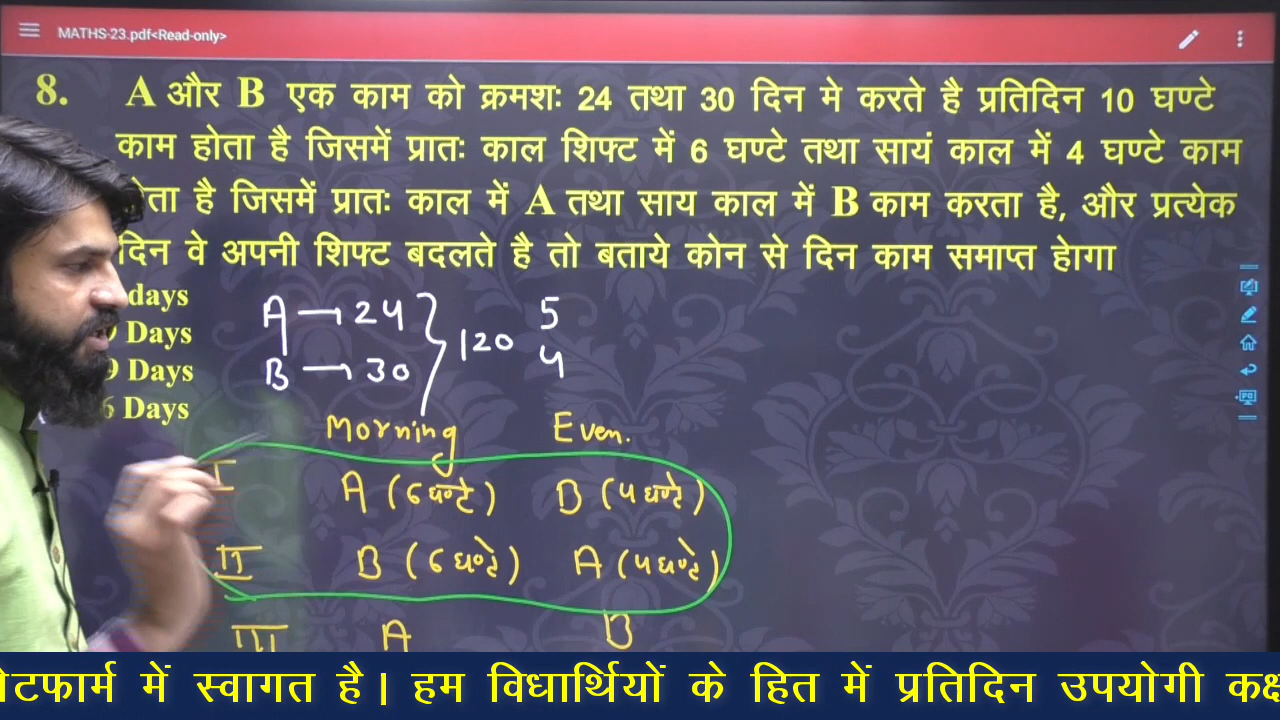 MATHS-23.pdf<Read-only>
8. A और B एक काम को क्रमशः 24 तथा 30 दिन मे करते है प्रतिदिन 10 घण्टे
काम होता है जिसमें प्रातः काल शिफ्ट में 6 घण्टे तथा सायं काल में 4 घण्टे काम
है जिसमें प्रातः काल में A तथा साय काल में B काम करता है, और प्रत्येक
दिन वे अपनी शिफ्ट बदलते है तो बताये कोन से दिन काम समाप्त हेागा
days
Days
Days
Days
A → 24
B → 30
120
5
4
Morning Even.
I A (6 घण्टे) B (4 घण्टे)
II B (6 घण्टे) A (4 घण्टे)
III A B
में स्वागत है। हम विधार्थियों के हित में प्रतिदिन उपयोगी